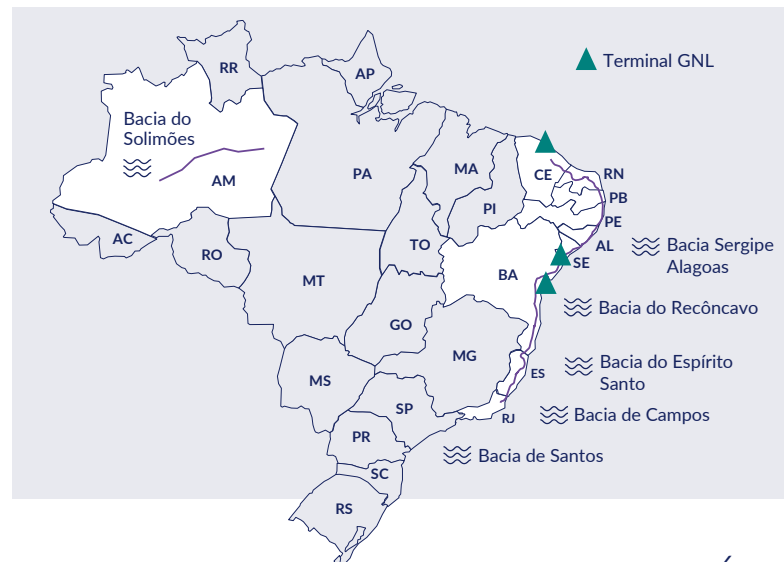 Terminal GNL
RR
AP
Bacia do
Solimões
AM
PA
MA
CE
RN
PB
PI
PE
AL
Bacia Sergipe
Alagoas
AC
RO
TO
SE
BA
MT
Bacia do Recôncavo
GO
MG
ES
Bacia do Espírito
Santo
MS
SP
RJ
Bacia de Campos
PR
Bacia de Santos
SC
RS